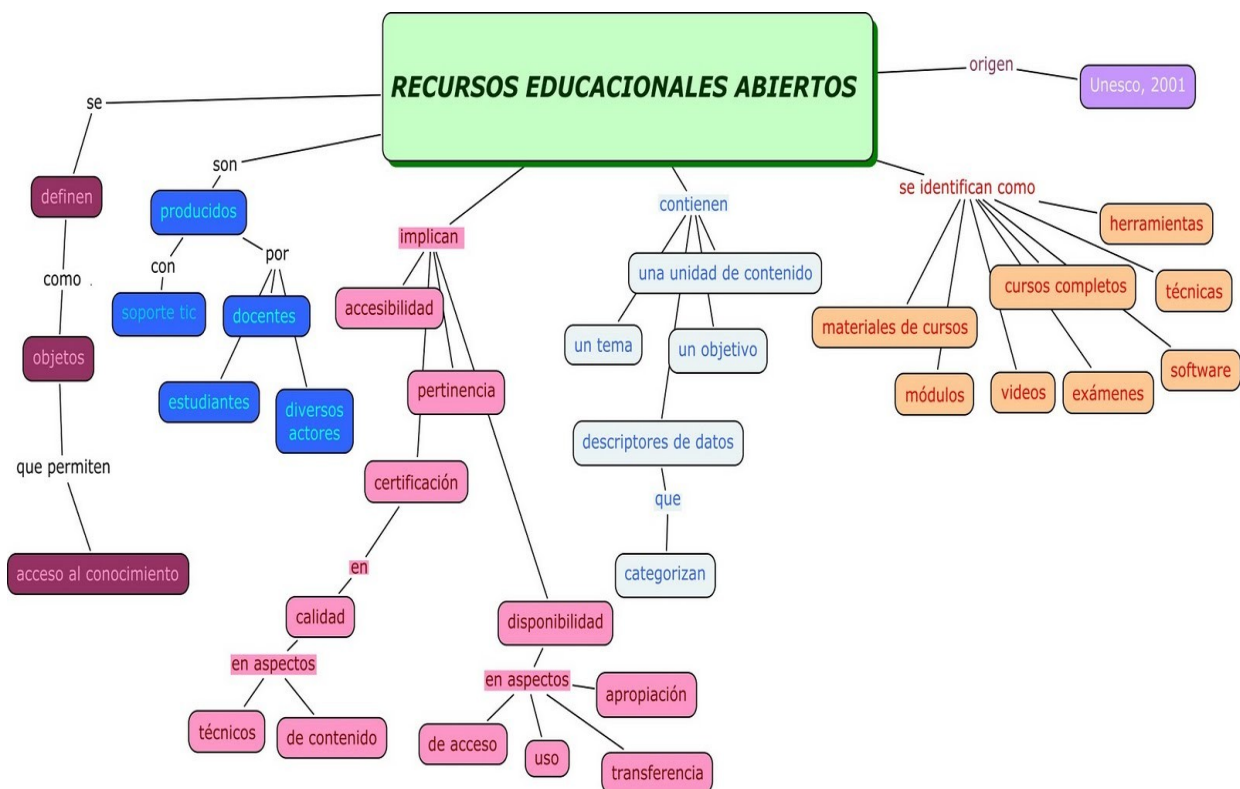 RECURSOS EDUCACIONALES ABIERTOS
origen
Unesco, 2001
se
definen
como .
objetos
que permiten
acceso al conocimiento
son
producidos
con
soporte tic
por
docentes
estudiantes
diversos
actores
implican
accesibilidad
pertinencia
certificación
en
calidad
en aspectos
técnicos
de contenido
disponibilidad
en aspectos
apropiación
de acceso
uso
transferencia
contienen
una unidad de contenido
un tema
un objetivo
descriptores de datos
que
categorizan
se identifican como
herramientas
técnicas
cursos completos
materiales de cursos
software
módulos
videos
exámenes